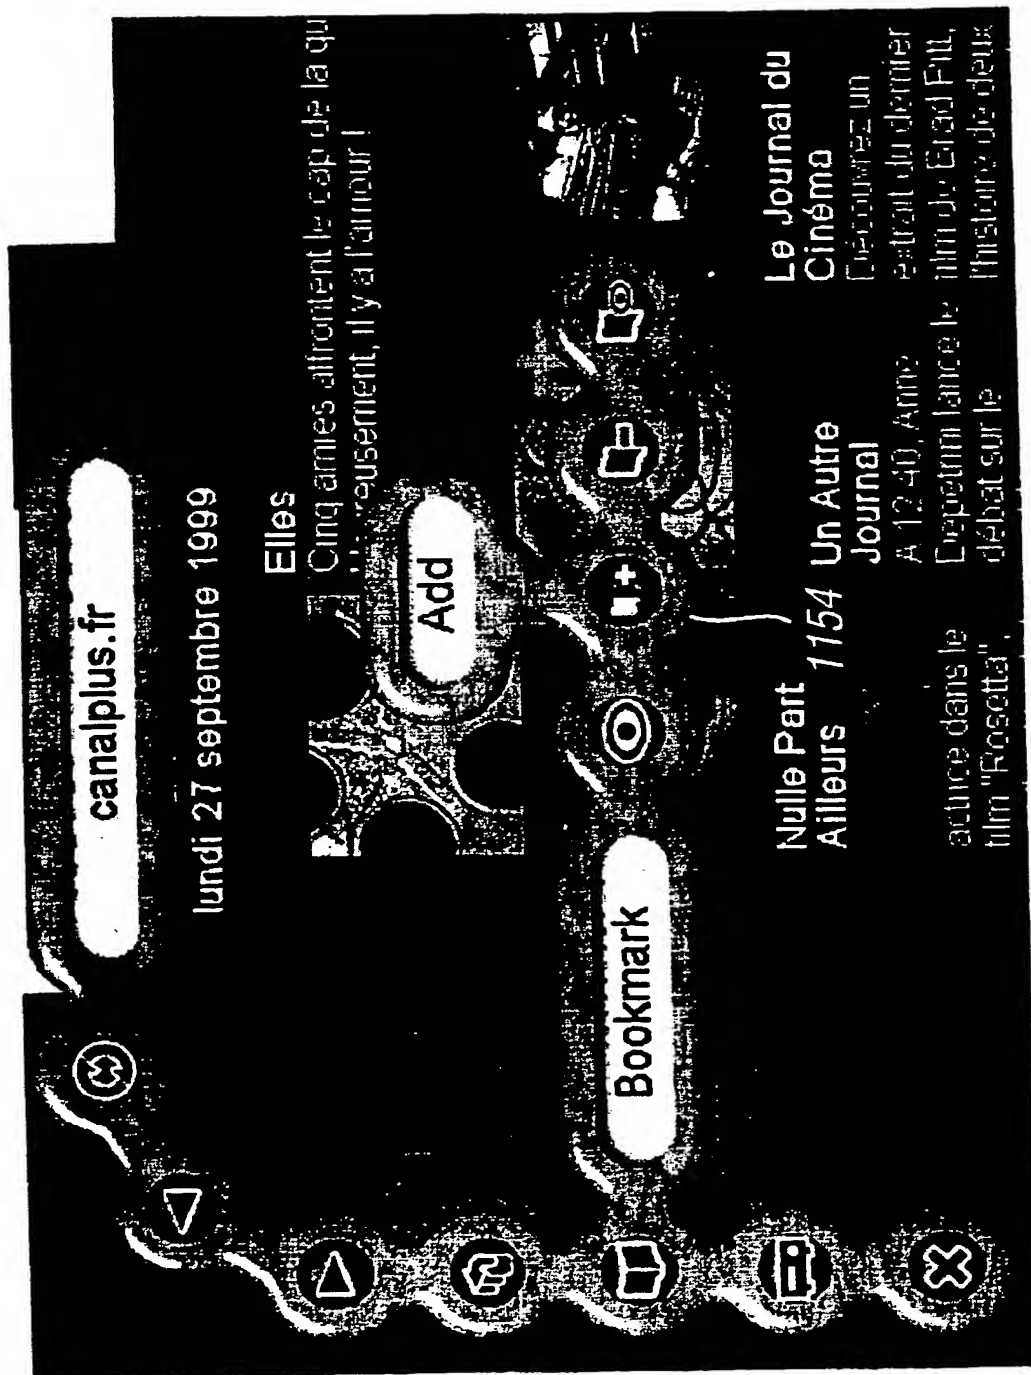 canalplus.fr
lundi 27 septembre 1999
Elles
Cinq amies affrontent le cap de la qu
reusement, il y a l'amour !
Add
Bookmark
Nulle Part
Ailleurs
1154
actrice dans le
film "Rosetta",
Un Autre
Journal
A 12:40, Anne
Depetrini lance le
débat sur le
Le Journal du
Cinéma
Découvrez un
extrait du dernier
film de Brad Pitt,
l'histoire de deux